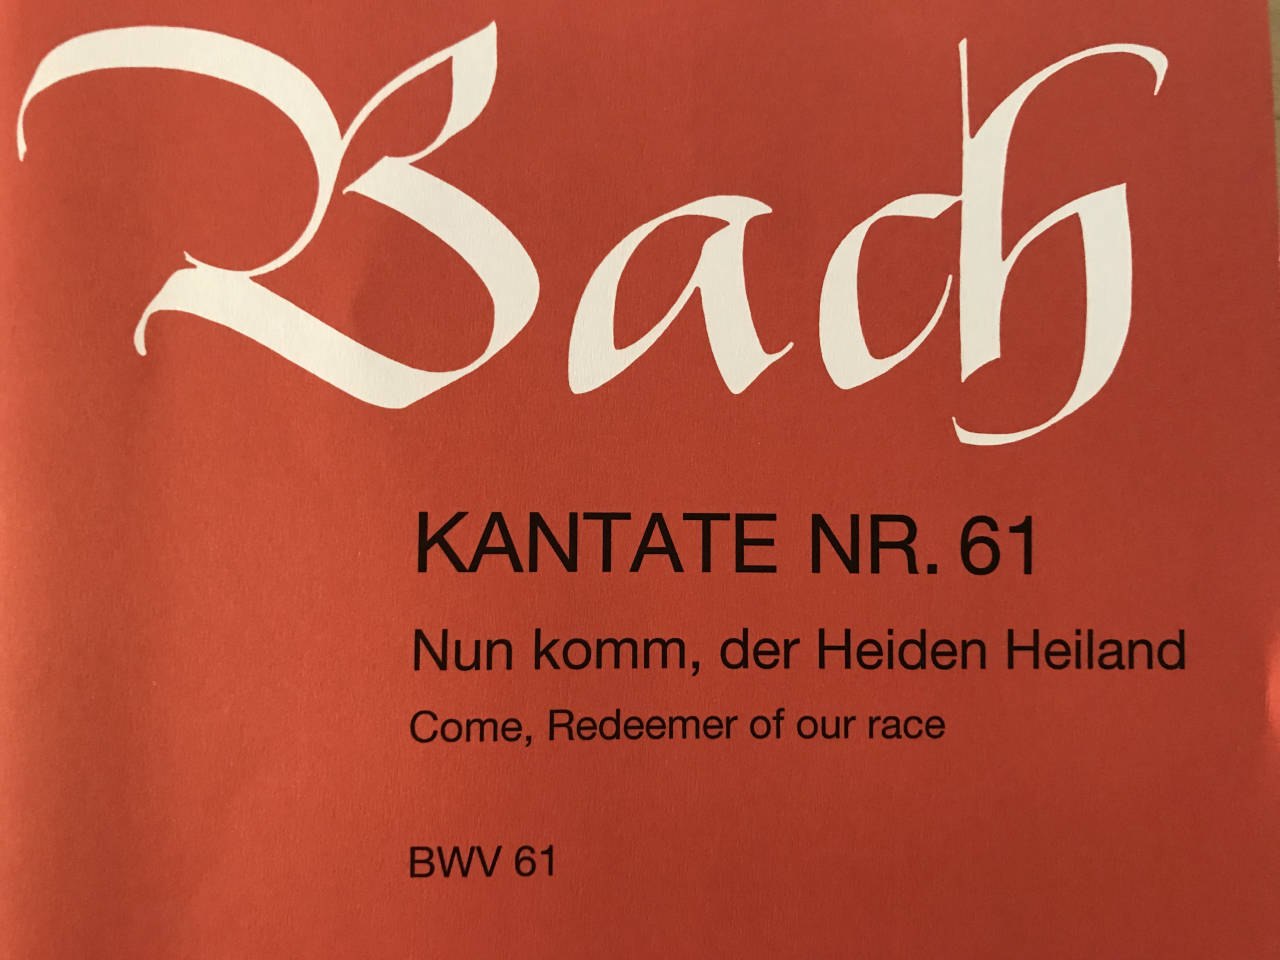 Bach
KANTATE NR. 61
Nun komm, der Heiden Heiland
Come, Redeemer of our race
BWV 61